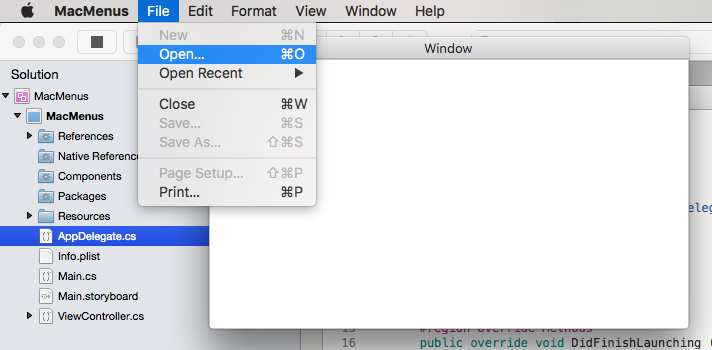 MacMenus File Edit Format View Window Help
New ⌘N
Open... ⌘O
Open Recent ▶
Close ⌘W
Save... ⌘S
Save As... ⇧⌘S
Page Setup... ⇧⌘P
Print... ⌘P
Window
Solution
MacMenus
MacMenus
References
Native Reference
Components
Packages
Resources
AppDelegate.cs
Info.plist
Main.cs
Main.storyboard
ViewController.cs
eleg
#region Override Methods
16 public override void DidFinishLaunching (